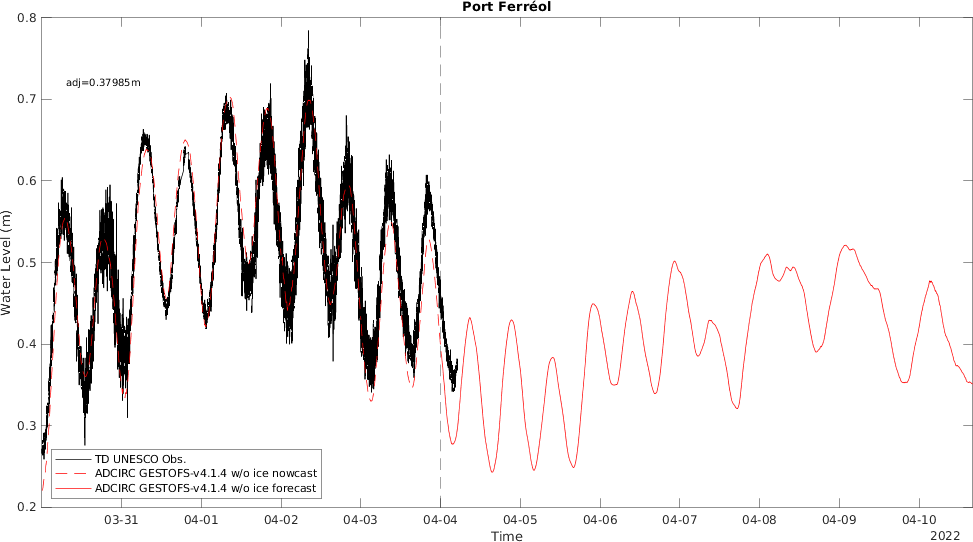 Port Ferréol
0.8
adj=0.37985m
0.7
0.6
0.5
Water Level (m)
0.4
0.3
TD UNESCO Obs.
ADCIRC GESTOFS-v4.1.4 w/o ice nowcast
ADCIRC GESTOFS-v4.1.4 w/o ice forecast
0.2
03-31 04-01 04-02 04-03 04-04 04-05 04-06 04-07 04-08 04-09 04-10
Time
2022